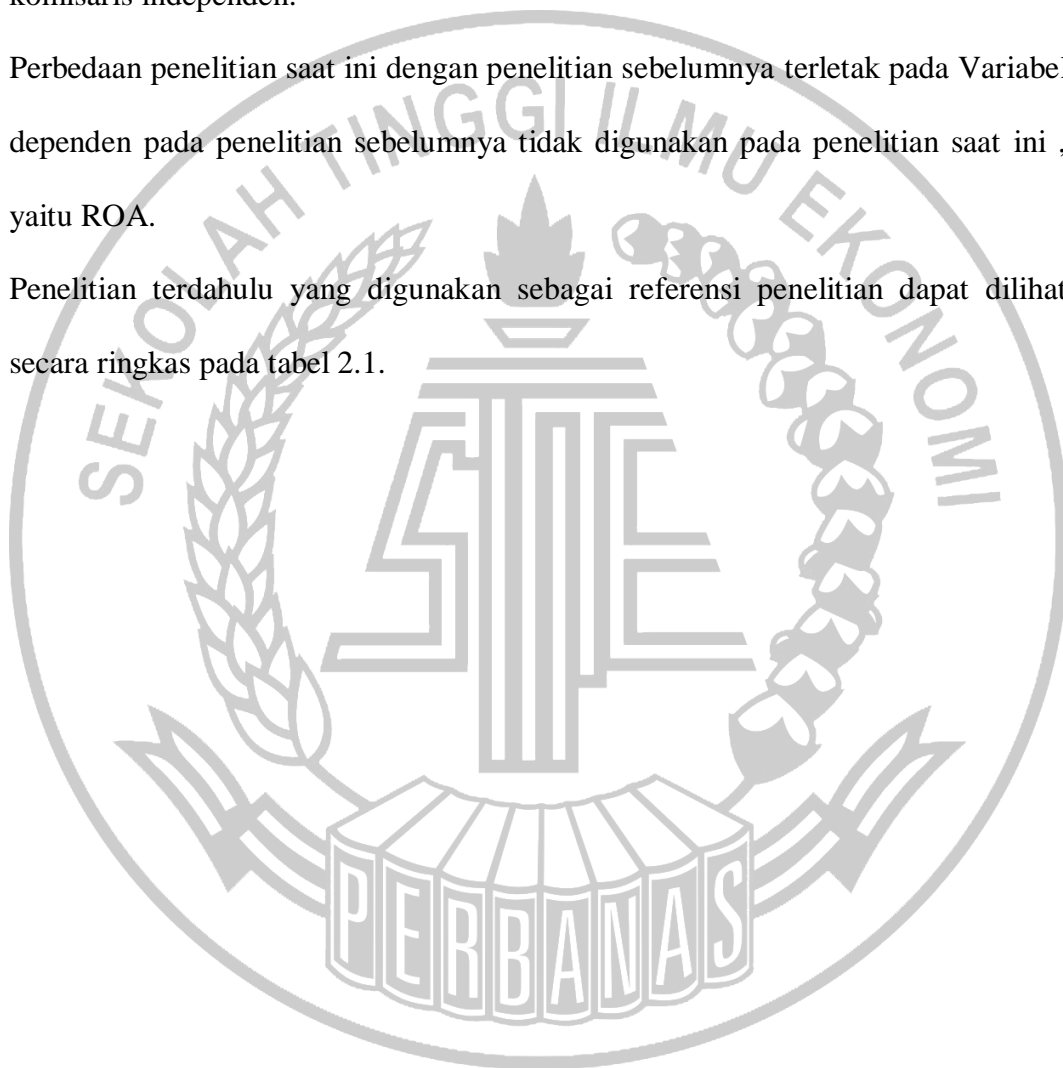 komisaris independen.
Perbedaan penelitian saat ini dengan penelitian sebelumnya terletak pada Variabel
dependen pada penelitian sebelumnya tidak digunakan pada penelitian saat ini ,
yaitu ROA.
Penelitian terdahulu yang digunakan sebagai referensi penelitian dapat dilihat
secara ringkas pada tabel 2.1.
SEKOLAH TINGGI ILMU EKONOMI
STIE
PERBANAS